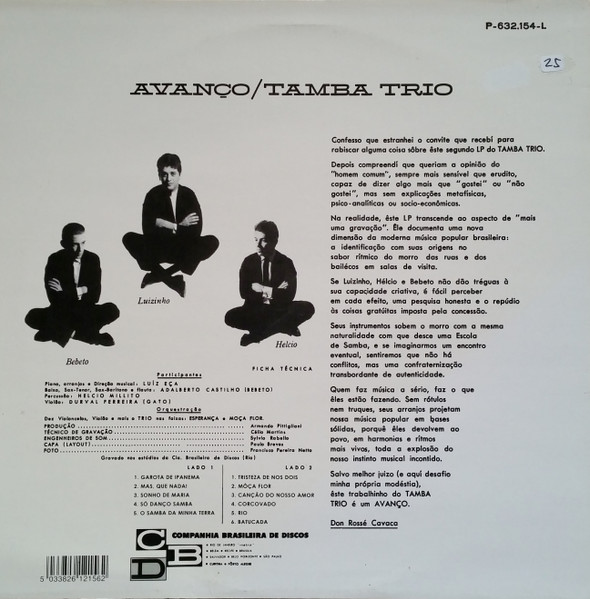 P-632.154-L
25
AVANÇO/TAMBA TRIO
Confesso que estranhei o convite que recebí para
rabiscar alguma coisa sôbre êste segundo LP do TAMBA TRIO.
Depois compreendí que queriam a opinião do
"homem comum", sempre mais sensível que erudito,
capaz de dizer algo mais que "gostei" ou "não
gostei", mas sem explicações metafísicas,
psico-analíticas ou socio-econômicas.
Na realidade, êste LP transcende ao aspecto de "mais
uma gravação". Êle documenta uma nova
dimensão da moderna música popular brasileira:
a identificação com suas origens no
sabor rítmico do morro das ruas e dos
bailécos em salas de visita.
Se Luizinho, Hélcio e Bebeto não dão tréguas à
sua capacidade criativa, é fácil perceber
em cada efeito, uma pesquisa honesta e o repúdio
às coisas gratúitas imposta pela concessão.
Seus instrumentos sobem o morro com a mesma
naturalidade com que desce uma Escola
de Samba, e se imaginarmos um encontro
eventual, sentiremos que não há
conflitos, mas uma confraternização
transbordante de autenticidade.
Quem faz música a sério, faz o que
êles estão fazendo. Sem rótulos
nem truques, seus arranjos projetam
nossa música popular em bases
sólidas, porquê êles devolvem ao
povo, em harmonias e ritmos
mais vivos, toda a explosão do
nosso instinto musical incontido.
Salvo melhor juizo (e aqui desafio
minha própria modéstia),
êste trabalhinho do TAMBA
TRIO é um AVANÇO.
Don Rossé Cavaca
Luizinho
Bebeto
Helcio
FICHA TÉCNICA
Participantes
Piano, arranjos e Direção musical: LUÍZ EÇA
Baixo, Sax-Tenor, Sax-Barítono e flauta: ADALBERTO CASTILHO (BEBETO)
Percussão: HELCIO MILLITO
Violão: DURVAL FERREIRA (GATO)
Orquestração
Dez Violoncelos, Violão e mais o TRIO nas faixas: ESPERANÇA e MOÇA FLOR.
PRODUÇÃO Armando Pittigliani
TÉCNICO DE GRAVAÇÃO Célio Martins
ENGENHEIROS DE SOM Sylvio Rabello
CAPA (LAYOUT) Paulo Breves
FOTO Francisco Pereira Netto
Gravado nos estúdios da Cia. Brasileira de Discos (Rio)
LADO 1
1. GAROTA DE IPANEMA
2. MAS, QUE NADA!
3. SONHO DE MARIA
4. SÓ DANÇO SAMBA
5. O SAMBA DA MINHA TERRA
LADO 2
1. TRISTEZA DE NOS DOIS
2. MÔÇA FLOR
3. CANÇÃO DO NOSSO AMOR
4. CORCOVADO
5. RIO
6. BATUCADA
CBD
COMPANHIA BRASILEIRA DE DISCOS
5 033826 121562